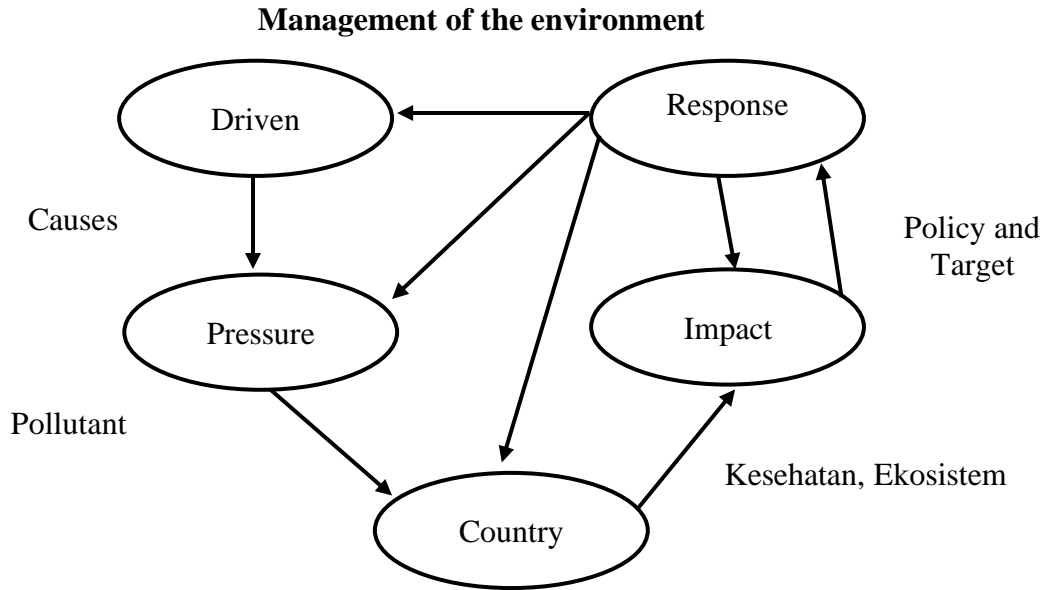 Management of the environment
Driven
Response
Causes
Policy and
Target
Pressure
Impact
Pollutant
Kesehatan, Ekosistem
Country